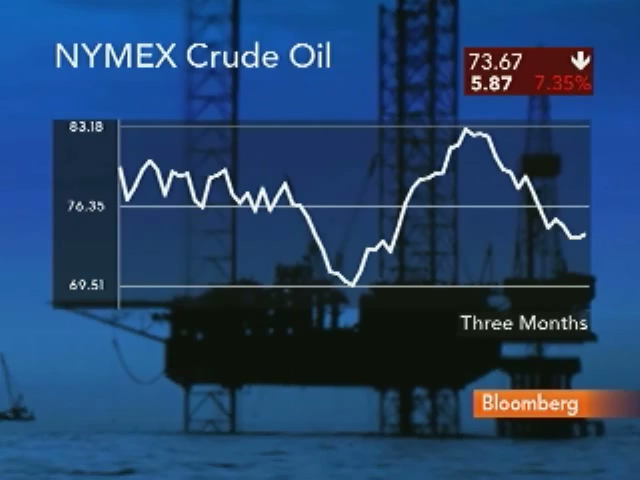 NYMEX Crude Oil
73.67
5.87 7.35%
83.18
76.35
69.51
Three Months
Bloomberg